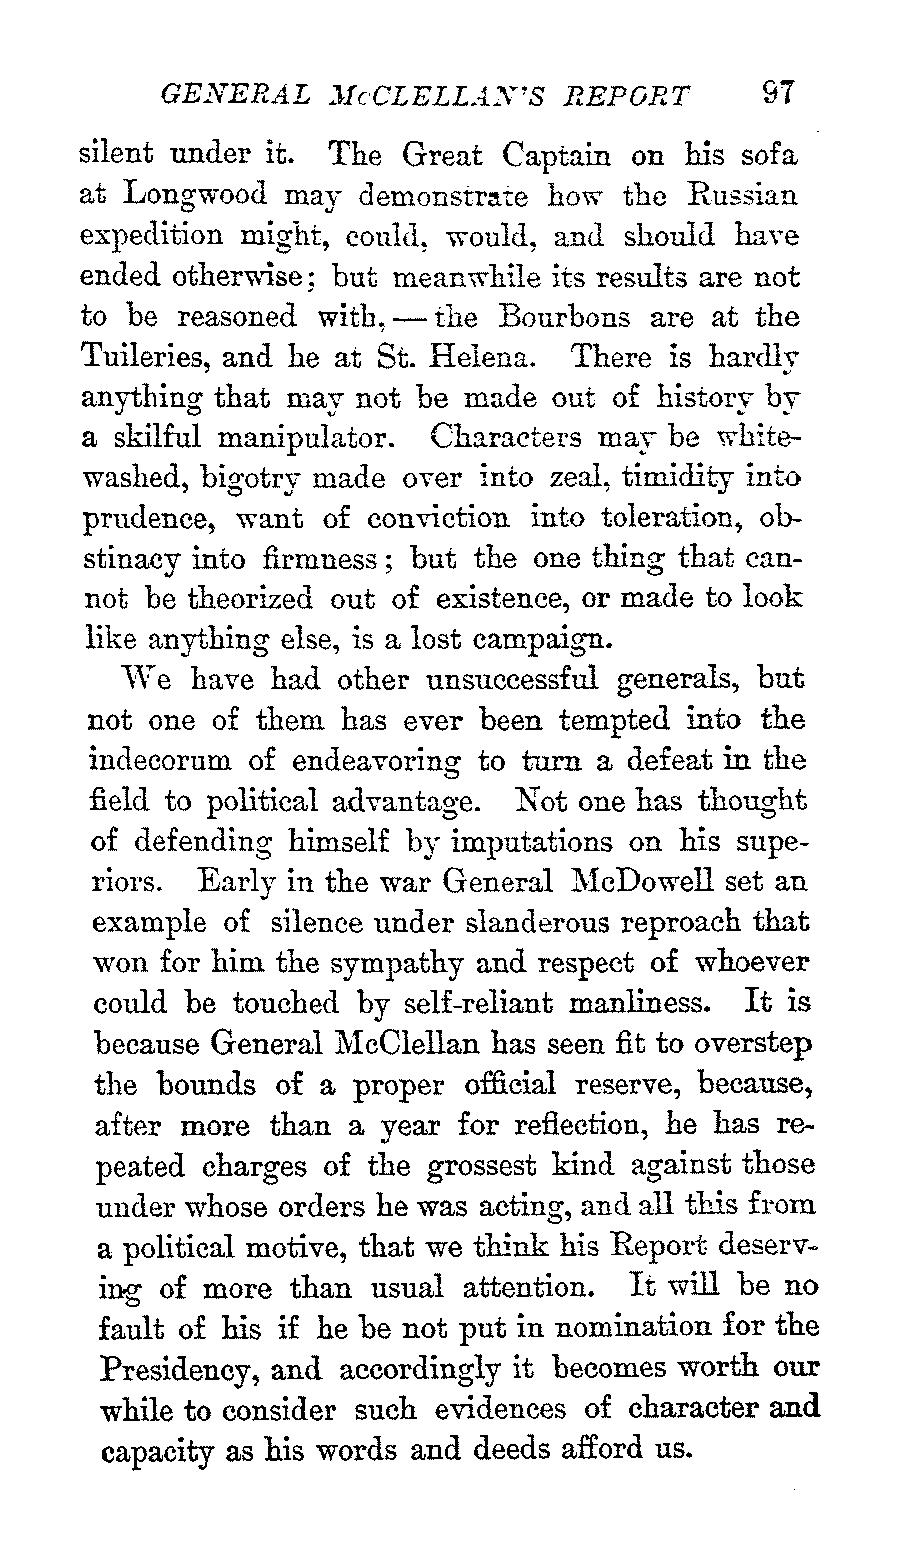 GENERAL McCLELLAN'S REPORT 97
silent under it. The Great Captain on his sofa
at Longwood may demonstrate how the Russian
expedition might, could, would, and should have
ended otherwise; but meanwhile its results are not
to be reasoned with,—the Bourbons are at the
Tuileries, and he at St. Helena. There is hardly
anything that may not be made out of history by
a skilful manipulator. Characters may be white-
washed, bigotry made over into zeal, timidity into
prudence, want of conviction into toleration, ob-
stinacy into firmness; but the one thing that can-
not be theorized out of existence, or made to look
like anything else, is a lost campaign.
We have had other unsuccessful generals, but
not one of them has ever been tempted into the
indecorum of endeavoring to turn a defeat in the
field to political advantage. Not one has thought
of defending himself by imputations on his supe-
riors. Early in the war General McDowell set an
example of silence under slanderous reproach that
won for him the sympathy and respect of whoever
could be touched by self-reliant manliness. It is
because General McClellan has seen fit to overstep
the bounds of a proper official reserve, because,
after more than a year for reflection, he has re-
peated charges of the grossest kind against those
under whose orders he was acting, and all this from
a political motive, that we think his Report deserv-
ing of more than usual attention. It will be no
fault of his if he be not put in nomination for the
Presidency, and accordingly it becomes worth our
while to consider such evidences of character and
capacity as his words and deeds afford us.